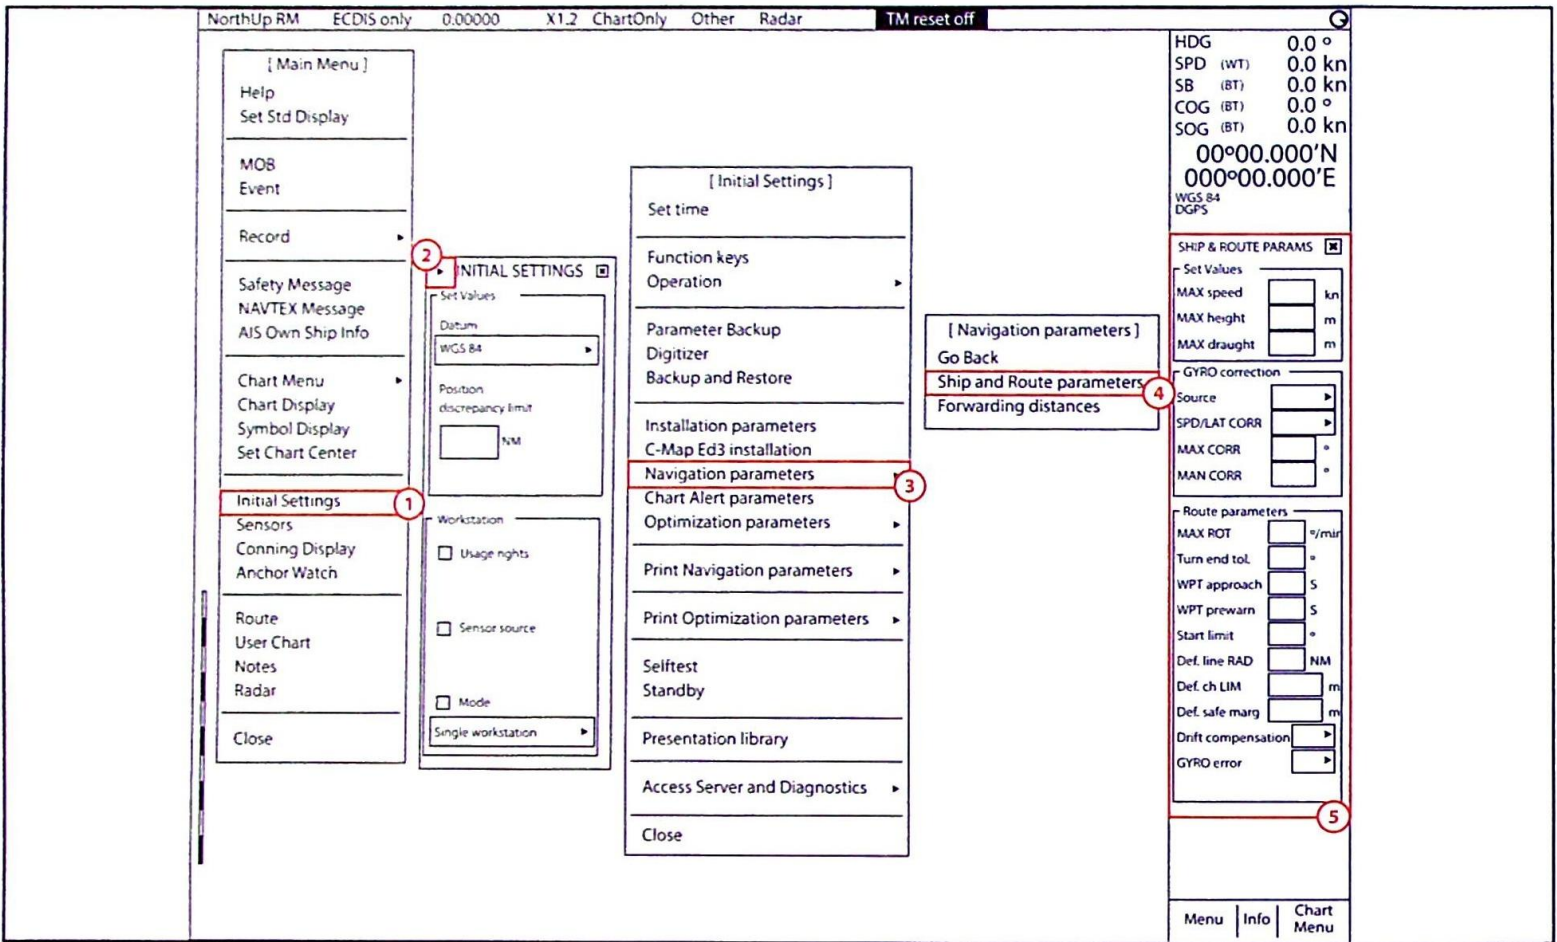 NorthUp RM ECDIS only 0.00000 X1.2 ChartOnly Other Radar TM reset off
[ Main Menu ]
Help
Set Std Display
MOB
Event
Record
Safety Message
NAVTEX Message
AIS Own Ship Info
Chart Menu
Chart Display
Symbol Display
Set Chart Center
Initial Settings
1
Sensors
Conning Display
Anchor Watch
Route
User Chart
Notes
Radar
Close
2
INITIAL SETTINGS
Set Values
Datum
WGS 84
Position
discrepancy limit
NM
Workstation
Usage rights
Sensor source
Mode
Single workstation
[ Initial Settings ]
Set time
Function keys
Operation
Parameter Backup
Digitizer
Backup and Restore
Installation parameters
C-Map Ed3 installation
Navigation parameters
3
Chart Alert parameters
Optimization parameters
Print Navigation parameters
Print Optimization parameters
Selftest
Standby
Presentation library
Access Server and Diagnostics
Close
[ Navigation parameters ]
Go Back
Ship and Route parameters
4
Forwarding distances
HDG 0.0 °
SPD (WT) 0.0 kn
SB (BT) 0.0 kn
COG (BT) 0.0 °
SOG (BT) 0.0 kn
00°00.000'N
000°00.000'E
WGS 84
DGPS
SHIP & ROUTE PARAMS
Set Values
MAX speed kn
MAX height m
MAX draught m
GYRO correction
Source
SPD/LAT CORR
MAX CORR °
MAN CORR °
Route parameters
MAX ROT °/min
Turn end tol. °
WPT approach S
WPT prewarn S
Start limit °
Def. line RAD NM
Def. ch LIM m
Def. safe marg m
Drift compensation
GYRO error
5
Menu Info Chart Menu